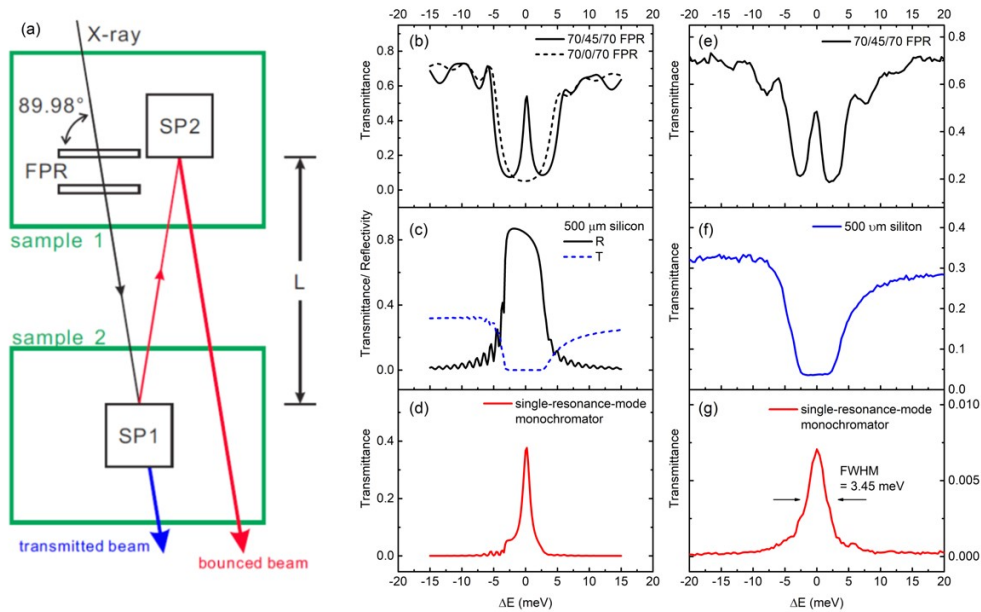 (a)
X-ray
89.98°
SP2
FPR
sample 1
L
sample 2
SP1
transmitted beam
bounced beam
-20 -15 -10 -5 0 5 10 15 20
(b)
70/45/70 FPR
70/0/70 FPR
Transmittance
0.8
0.6
0.4
0.2
0.0
(c)
500 μm silicon
R
T
Transmittance/ Reflectivity
0.8
0.4
0.0
(d)
single-resonance-mode
monochromator
Transmittance
0.4
0.2
0.0
-20 -15 -10 -5 0 5 10 15 20
ΔE (meV)
-20 -15 -10 -5 0 5 10 15 20
(e)
70/45/70 FPR
Transmittnace
0.8
0.6
0.4
0.2
(f)
500 υm siliton
Transmittance
0.4
0.3
0.2
0.1
0.0
(g)
single-resonance-mode
monochromator
FWHM
= 3.45 meV
Transmittance
0.010
0.005
0.000
-20 -15 -10 -5 0 5 10 15 20
ΔE (meV)